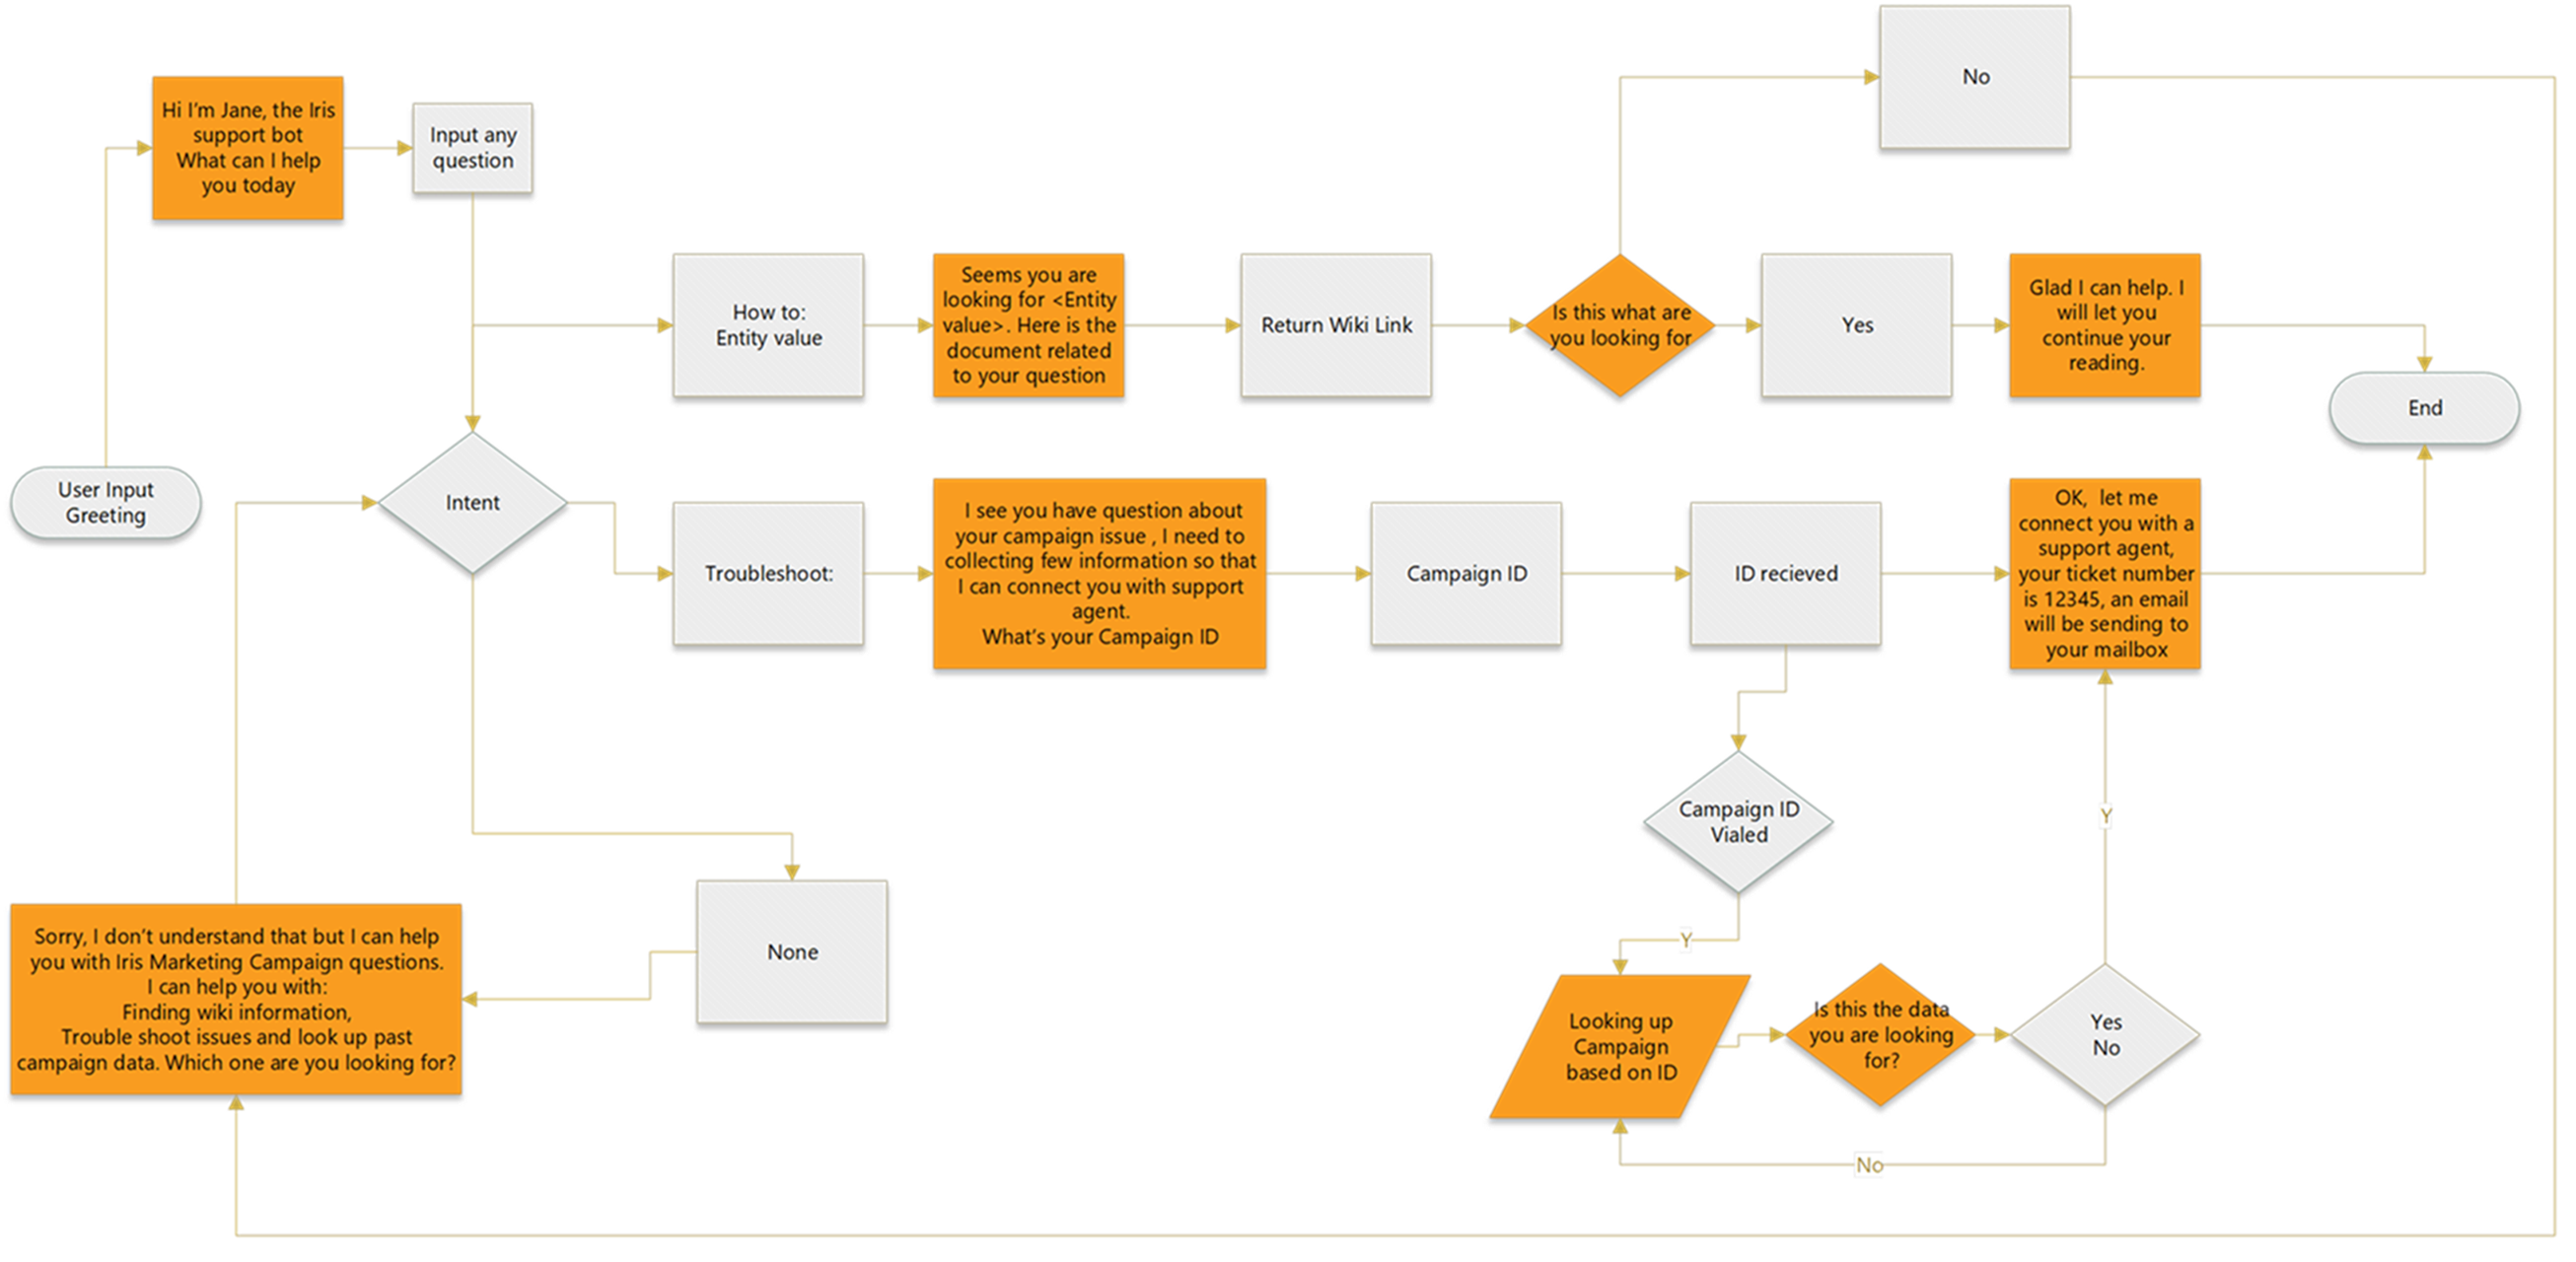 No
Hi I'm Jane, the Iris
support bot
What can I help
you today
Input any
question
How to:
Entity value
Seems you are
looking for <Entity
value>. Here is the
document related
to your question
Return Wiki Link
Is this what are
you looking for
Yes
Glad I can help. I
will let you
continue your
reading.
End
User Input
Greeting
Intent
Troubleshoot:
I see you have question about
your campaign issue , I need to
collecting few information so that
I can connect you with support
agent.
What's your Campaign ID
Campaign ID
ID recieved
OK,  let me
connect you with a
support agent,
your ticket number
is 12345, an email
will be sending to
your mailbox
Campaign ID
Vialed
Y
Y
None
Sorry, I don't understand that but I can help
you with Iris Marketing Campaign questions.
I can help you with:
Finding wiki information,
Trouble shoot issues and look up past
campaign data. Which one are you looking for?
Looking up
Campaign
based on ID
Is this the data
you are looking
for?
Yes
No
No